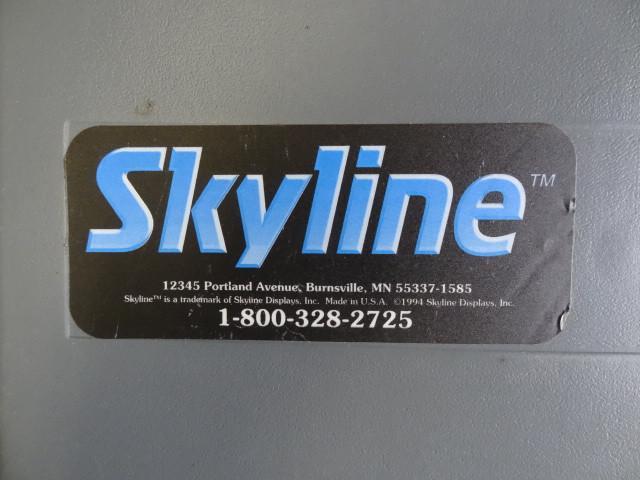 Skyline™
12345 Portland Avenue, Burnsville, MN 55337-1585
Skyline™ is a trademark of Skyline Displays, Inc. Made in U.S.A. ©1994 Skyline Displays, Inc.
1-800-328-2725